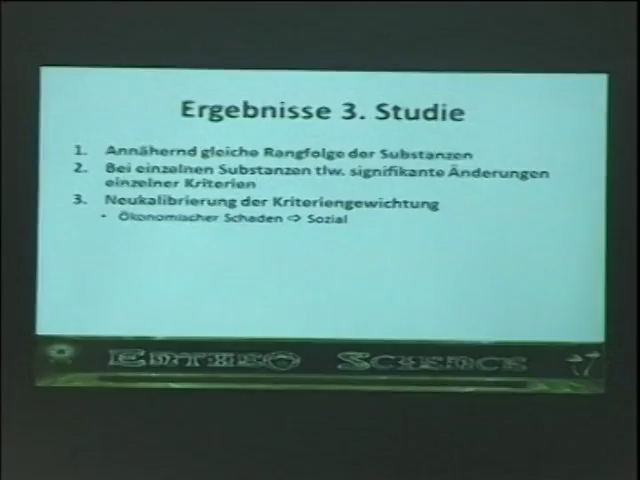 Ergebnisse 3. Studie
1. Annähernd gleiche Rangfolge der Substanzen
2. Bei einzelnen Substanzen tlw. signifikante Änderungen
einzelner Kriterien
3. Neukalibrierung der Kriteriengewichtung
• Ökonomischer Schaden ⇨ Sozial
Entheo Science